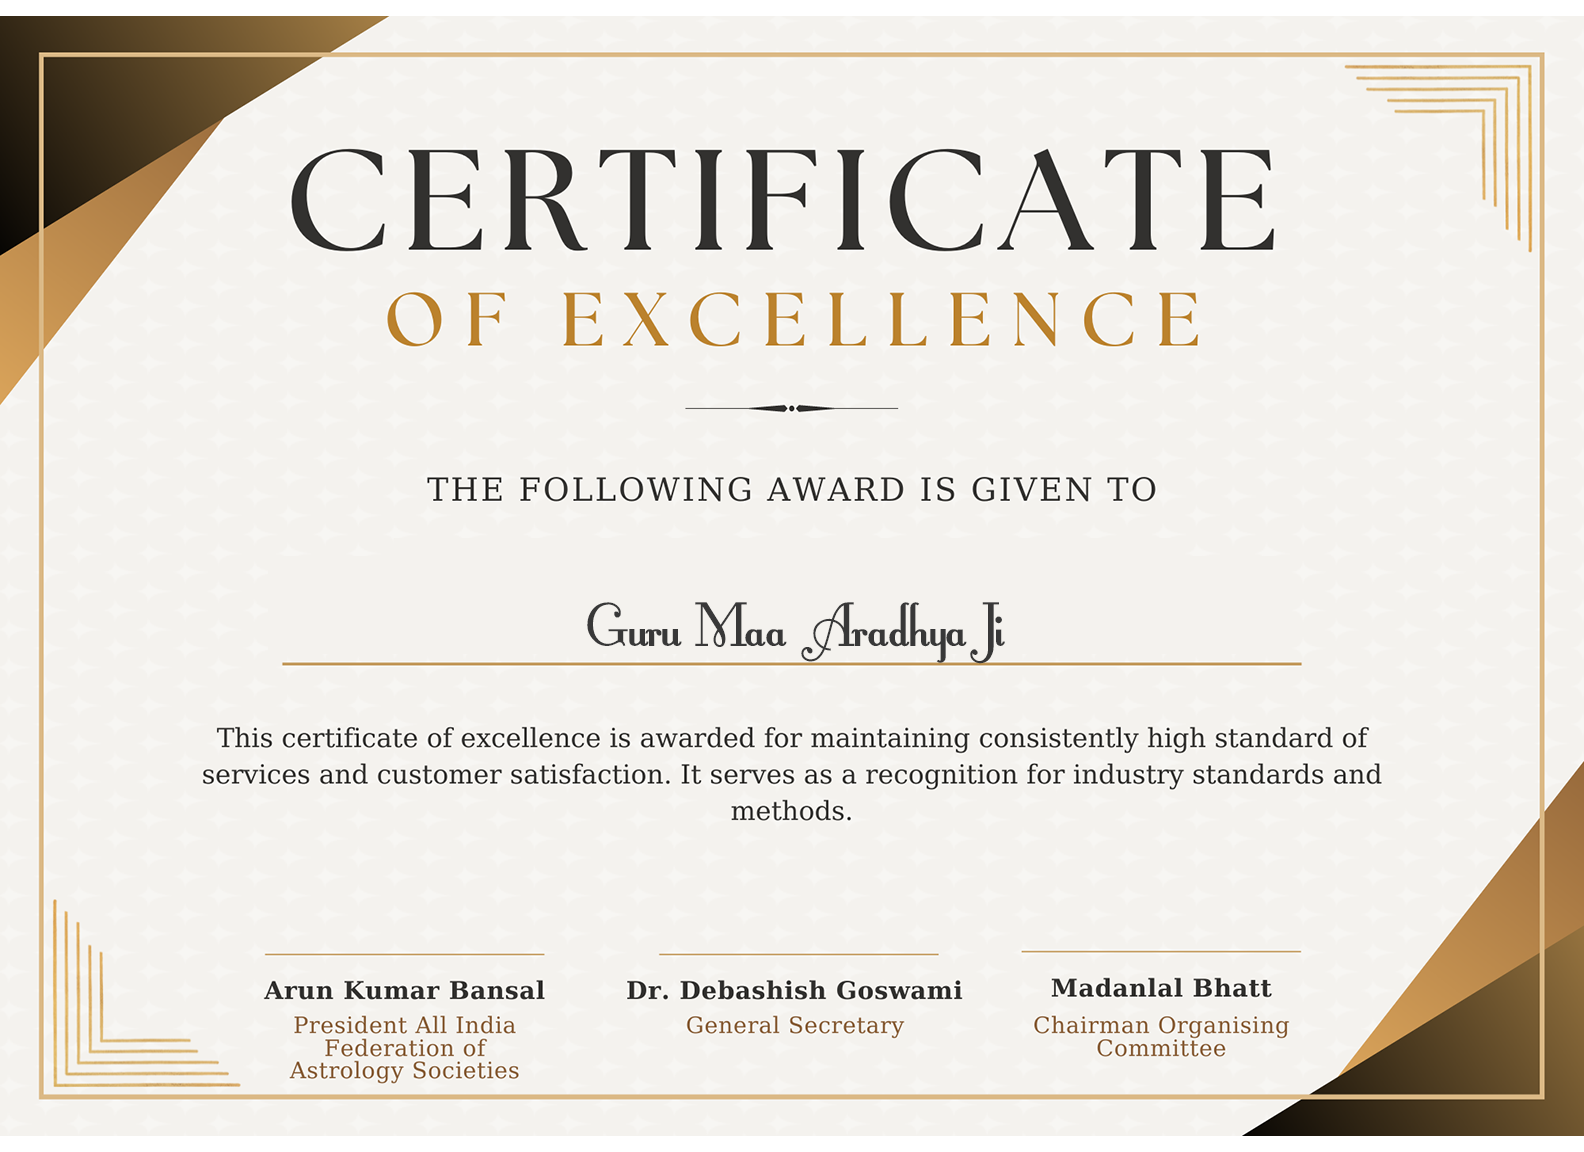 CERTIFICATE
OF EXCELLENCE
THE FOLLOWING AWARD IS GIVEN TO
Guru Maa Aradhya Ji
This certificate of excellence is awarded for maintaining consistently high standard of
services and customer satisfaction. It serves as a recognition for industry standards and
methods.
Arun Kumar Bansal
President All India
Federation of
Astrology Societies
Dr. Debashish Goswami
General Secretary
Madanlal Bhatt
Chairman Organising
Committee